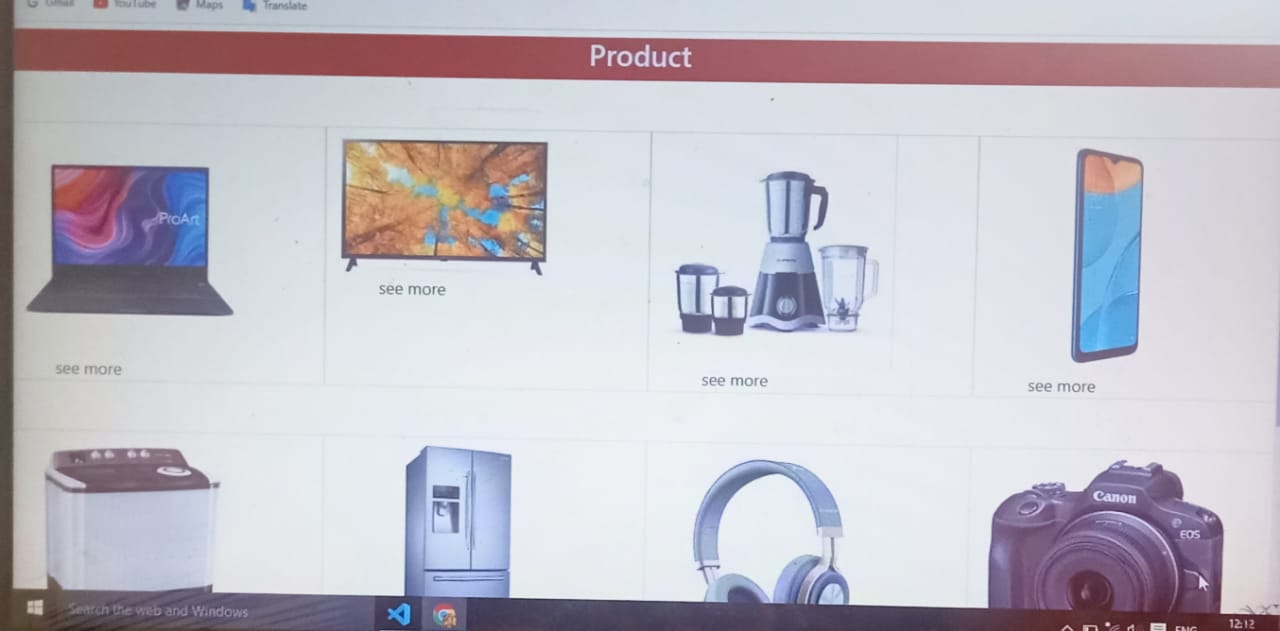 Gmail YouTube Maps Translate
Product
ProArt
see more
see more
see more
see more
Canon
EOS
Search the web and Windows
ENG 12:12